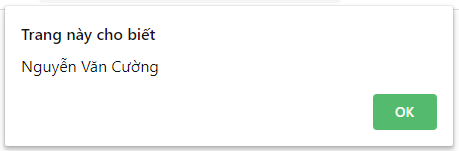 Trang này cho biết
Nguyễn Văn Cường
OK